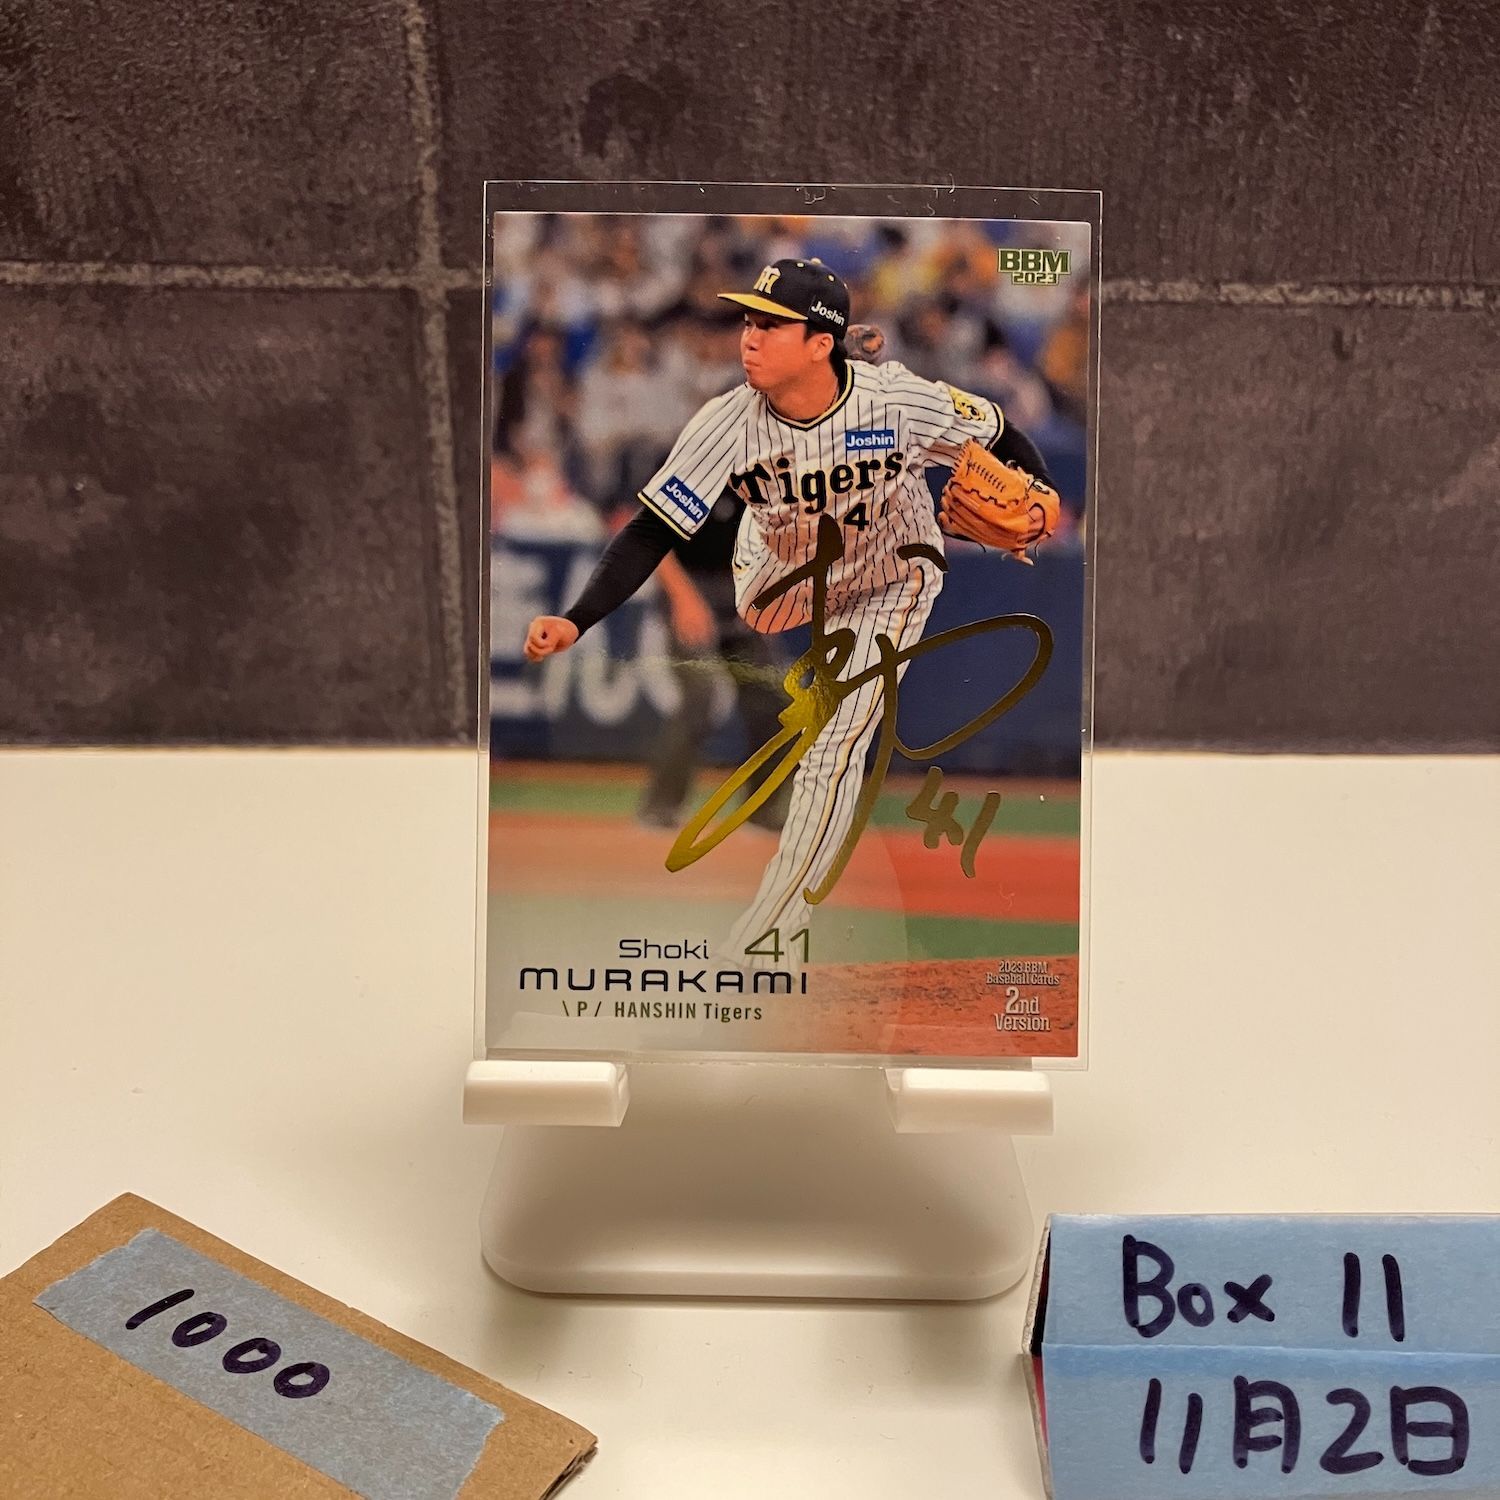 BBM
2023
Joshin
Joshin
Joshin
Tigers
41
41
Shoki 41
MURAKAMI
\ P / HANSHIN Tigers
2023 BBM
Baseball Cards
2nd
Version
1000
Box 11
11月2日